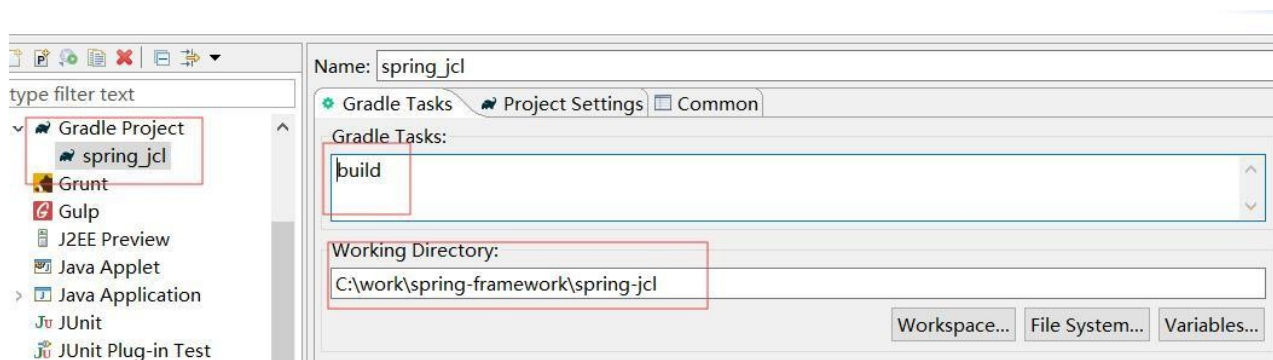 type filter text
Gradle Project
spring_jcl
Grunt
Gulp
J2EE Preview
Java Applet
Java Application
JUnit
JUnit Plug-in Test
Name: spring_jcl
Gradle Tasks Project Settings Common
Gradle Tasks:
build
Working Directory:
C:\work\spring-framework\spring-jcl
Workspace... File System... Variables...